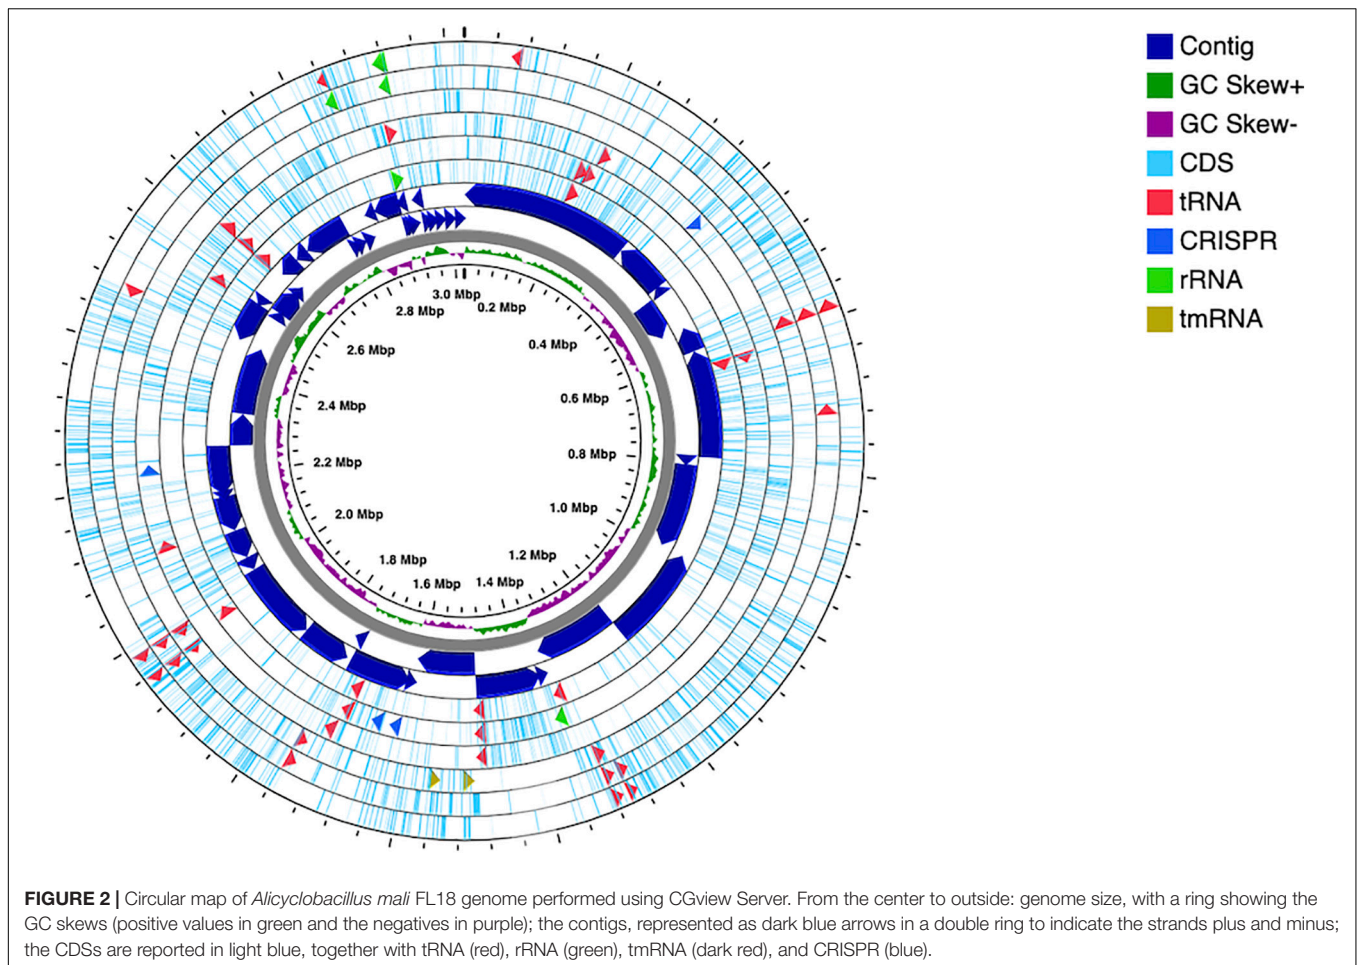 Contig
GC Skew+
GC Skew-
CDS
tRNA
CRISPR
rRNA
tmRNA
3.0 Mbp
0.2 Mbp
0.4 Mbp
0.6 Mbp
0.8 Mbp
1.0 Mbp
1.2 Mbp
1.4 Mbp
1.6 Mbp
1.8 Mbp
2.0 Mbp
2.2 Mbp
2.4 Mbp
2.6 Mbp
2.8 Mbp
FIGURE 2 | Circular map of Alicyclobacillus mali FL18 genome performed using CGview Server. From the center to outside: genome size, with a ring showing the
GC skews (positive values in green and the negatives in purple); the contigs, represented as dark blue arrows in a double ring to indicate the strands plus and minus;
the CDSs are reported in light blue, together with tRNA (red), rRNA (green), tmRNA (dark red), and CRISPR (blue).